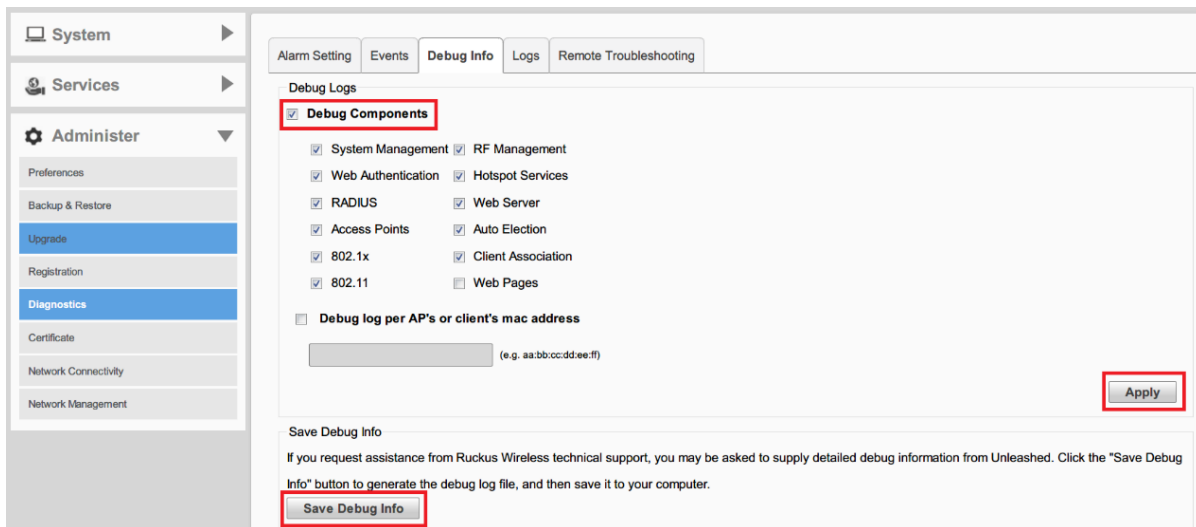 System
Services
Administer
Preferences
Backup & Restore
Upgrade
Registration
Diagnostics
Certificate
Network Connectivity
Network Management
Alarm Setting Events Debug Info Logs Remote Troubleshooting
Debug Logs
Debug Components
System Management RF Management
Web Authentication Hotspot Services
RADIUS Web Server
Access Points Auto Election
802.1x Client Association
802.11 Web Pages
Debug log per AP's or client's mac address
(e.g. aa:bb:cc:dd:ee:ff)
Apply
Save Debug Info
If you request assistance from Ruckus Wireless technical support, you may be asked to supply detailed debug information from Unleashed. Click the "Save Debug
Info" button to generate the debug log file, and then save it to your computer.
Save Debug Info